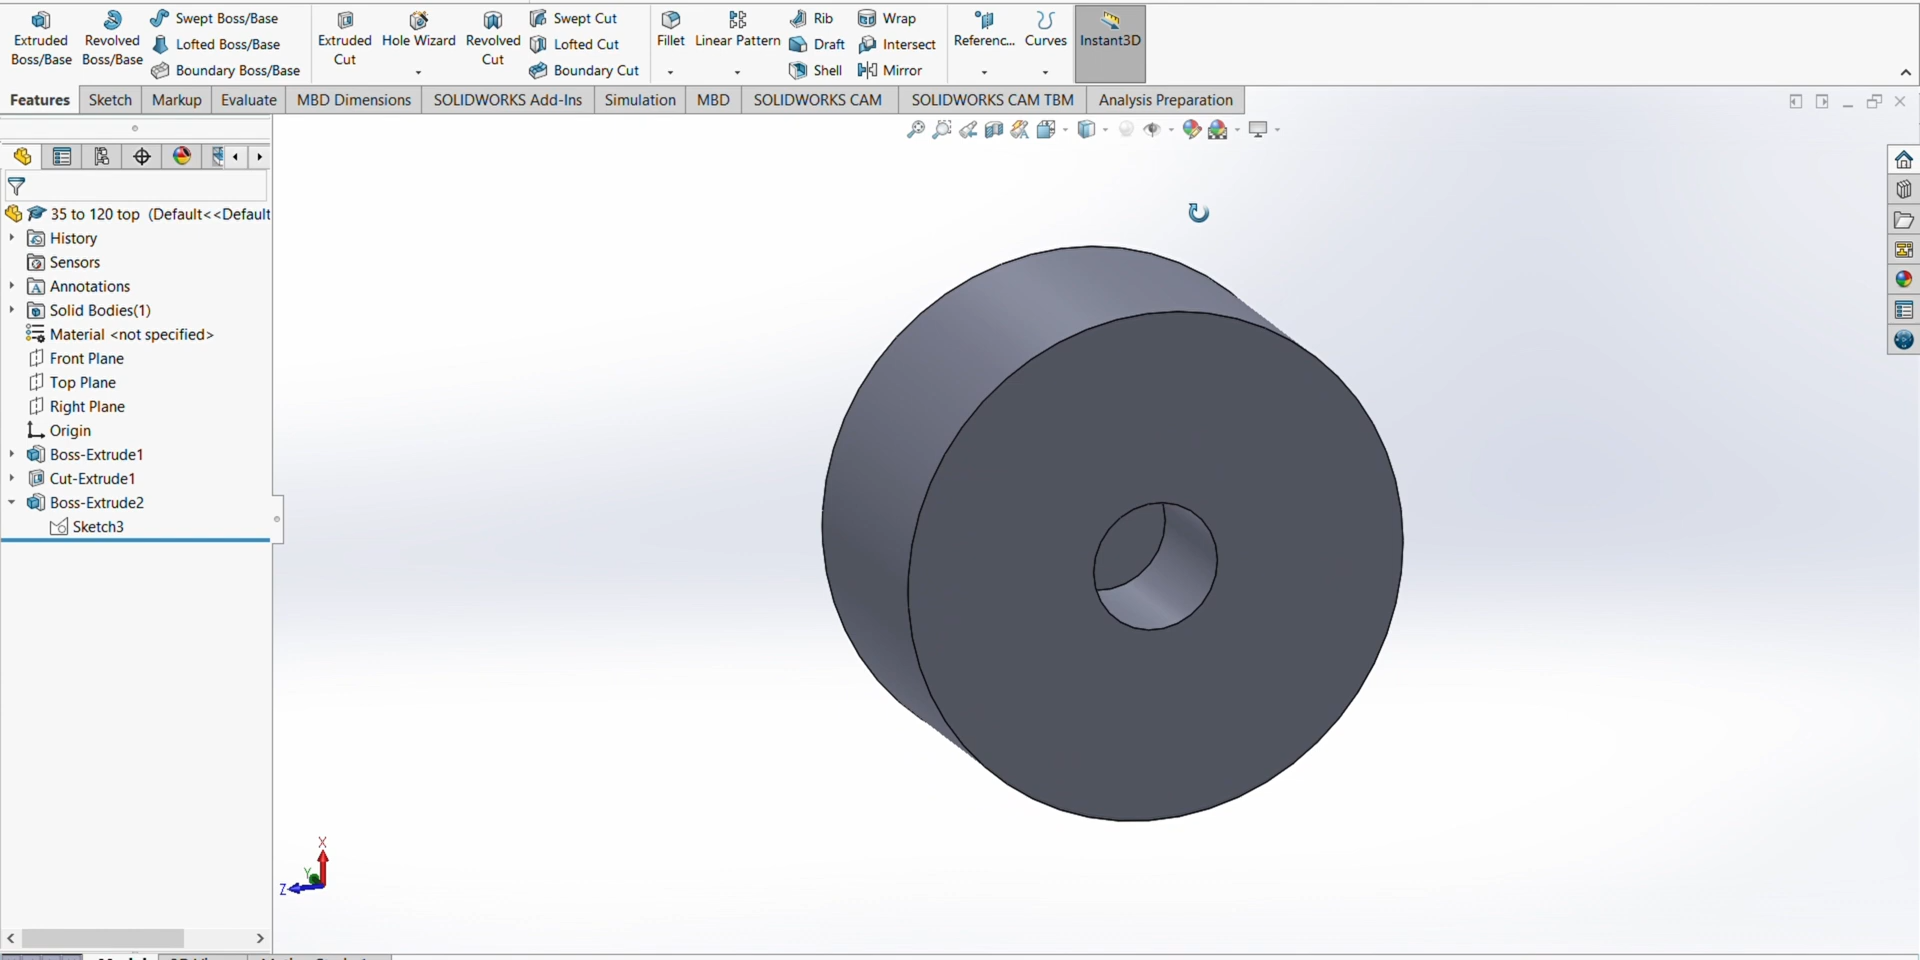 Extruded Boss/Base
Revolved Boss/Base
Swept Boss/Base
Lofted Boss/Base
Boundary Boss/Base
Extruded Cut
Hole Wizard
Revolved Cut
Swept Cut
Lofted Cut
Boundary Cut
Fillet
Linear Pattern
Rib
Draft
Shell
Wrap
Intersect
Mirror
Referenc...
Curves
Instant3D
Features
Sketch
Markup
Evaluate
MBD Dimensions
SOLIDWORKS Add-Ins
Simulation
MBD
SOLIDWORKS CAM
SOLIDWORKS CAM TBM
Analysis Preparation
35 to 120 top (Default<<Default
History
Sensors
Annotations
Solid Bodies(1)
Material <not specified>
Front Plane
Top Plane
Right Plane
Origin
Boss-Extrude1
Cut-Extrude1
Boss-Extrude2
Sketch3
X
Y
Z